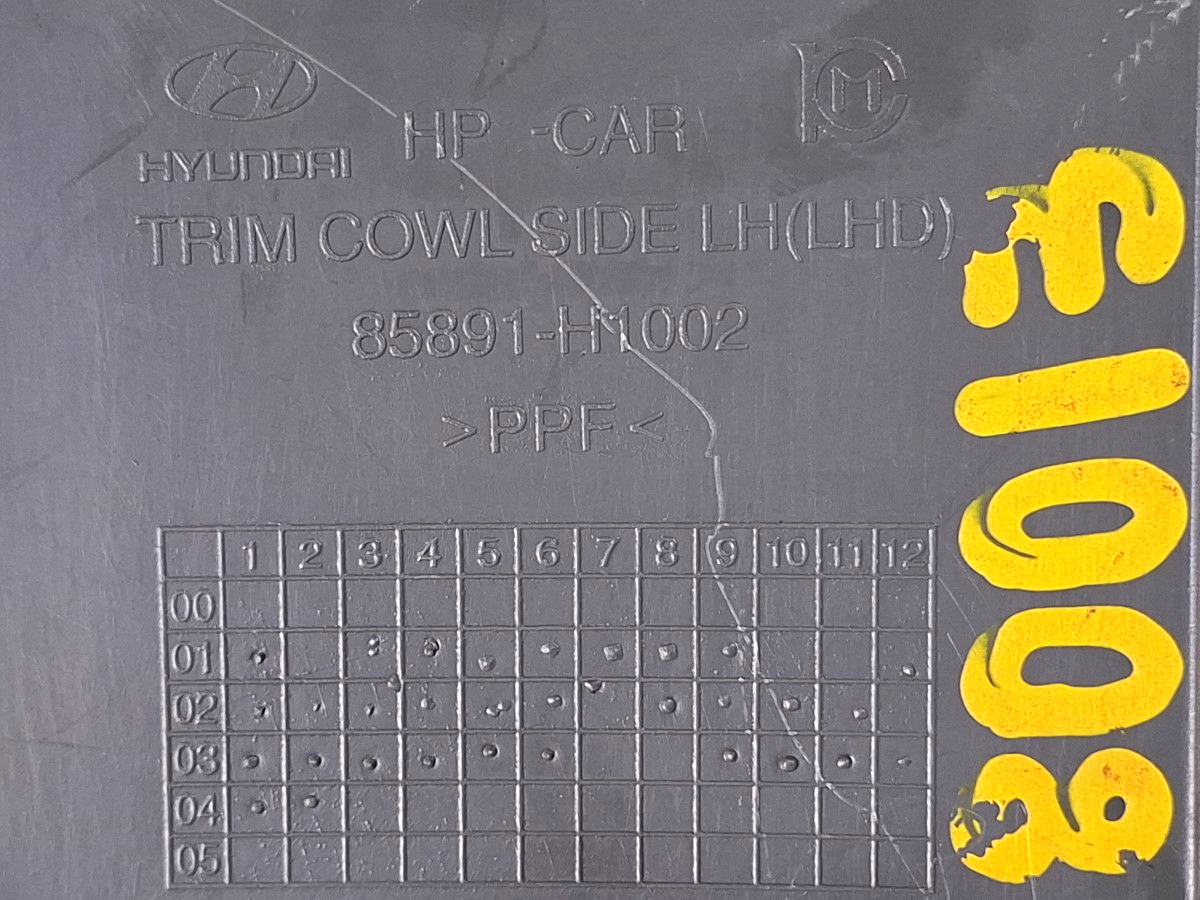 HYUNDAI
HP -CAR
PCM
TRIM COWL SIDE LH(LHD)
85891-H1002
>PPF<
1 2 3 4 5 6 7 8 9 10 11 12
00
01
02
03
04
05